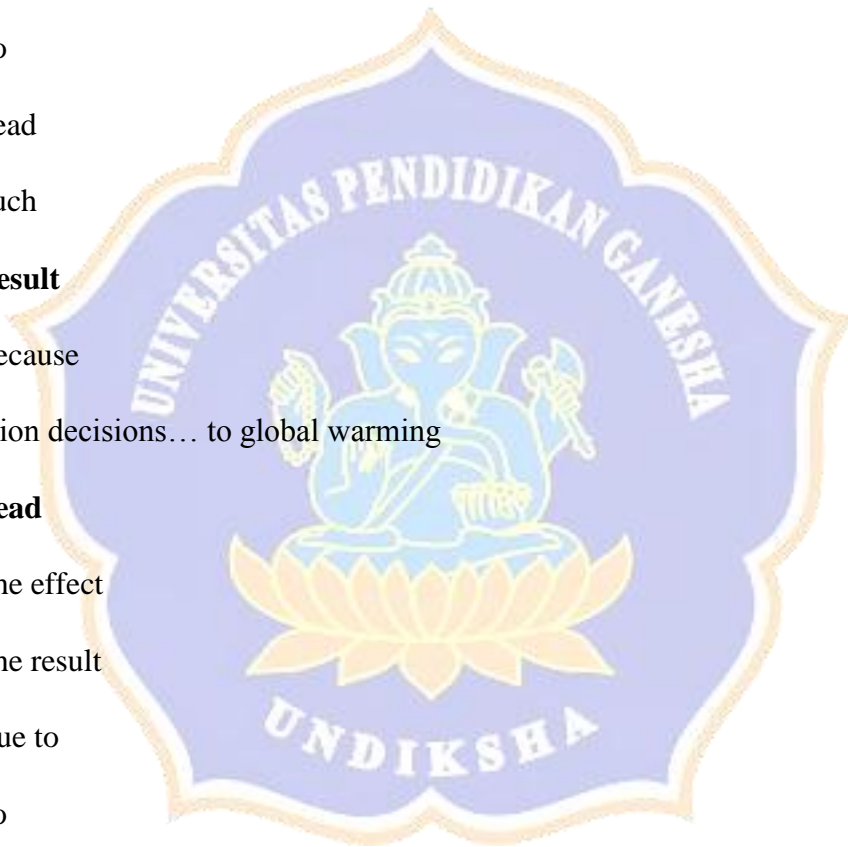 o
ead
uch
esult
ecause
ion decisions… to global warming
ead
he effect
he result
ue to
o
UNIVERSITAS PENDIDIKAN GANESHA
UNDIKSHA